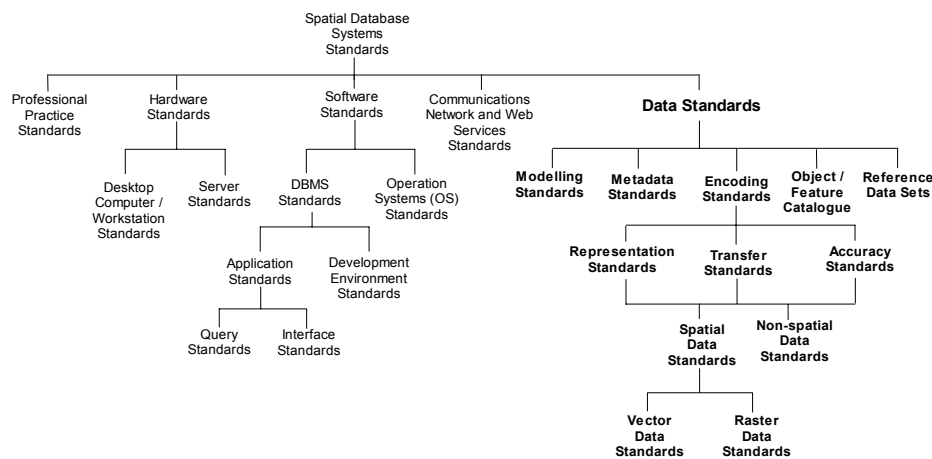 Spatial Database
Systems
Standards
Professional
Practice
Standards
Hardware
Standards
Software
Standards
Communications
Network and Web
Services
Standards
Data Standards
Desktop
Computer /
Workstation
Standards
Server
Standards
DBMS
Standards
Operation
Systems (OS)
Standards
Modelling
Standards
Metadata
Standards
Encoding
Standards
Object /
Feature
Catalogue
Reference
Data Sets
Application
Standards
Development
Environment
Standards
Representation
Standards
Transfer
Standards
Accuracy
Standards
Query
Standards
Interface
Standards
Spatial
Data
Standards
Non-spatial
Data
Standards
Vector
Data
Standards
Raster
Data
Standards